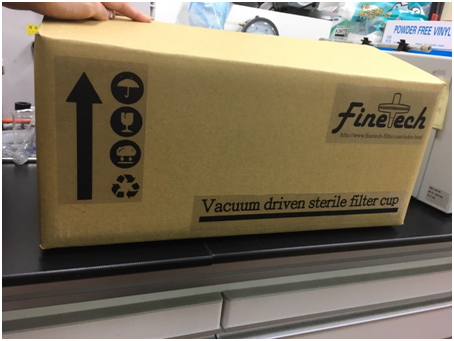 POWDER FREE VINYL
FineTech
Vacuum driven sterile filter cup